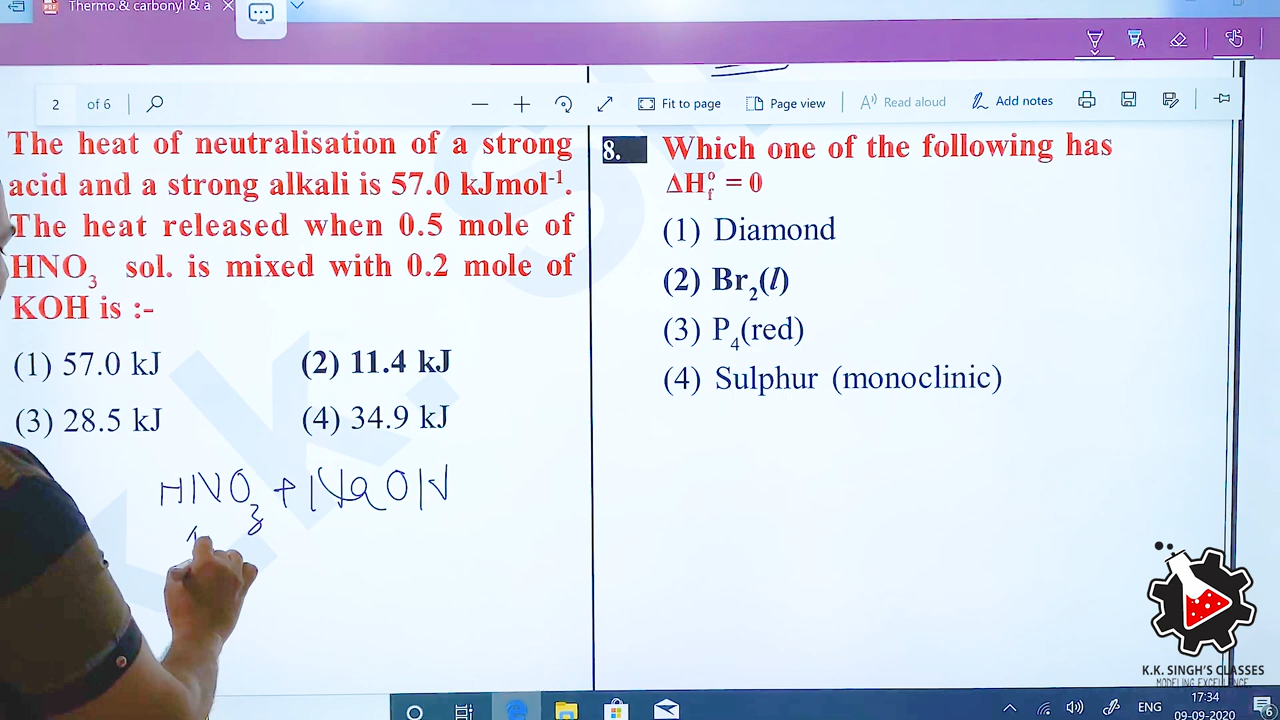 Thermo.& carbonyl & a
2 of 6
Fit to page
Page view
Read aloud
Add notes
The heat of neutralisation of a strong
acid and a strong alkali is 57.0 kJmol⁻¹.
The heat released when 0.5 mole of
HNO₃ sol. is mixed with 0.2 mole of
KOH is :-
(1) 57.0 kJ
(2) 11.4 kJ
(3) 28.5 kJ
(4) 34.9 kJ
HNO₃ + NaOH
8. Which one of the following has
ΔH°f = 0
(1) Diamond
(2) Br₂(l)
(3) P₄(red)
(4) Sulphur (monoclinic)
K.K. SINGH'S CLASSES
MODELING EXCELLENCE
ENG
17:34
09-09-2020
6